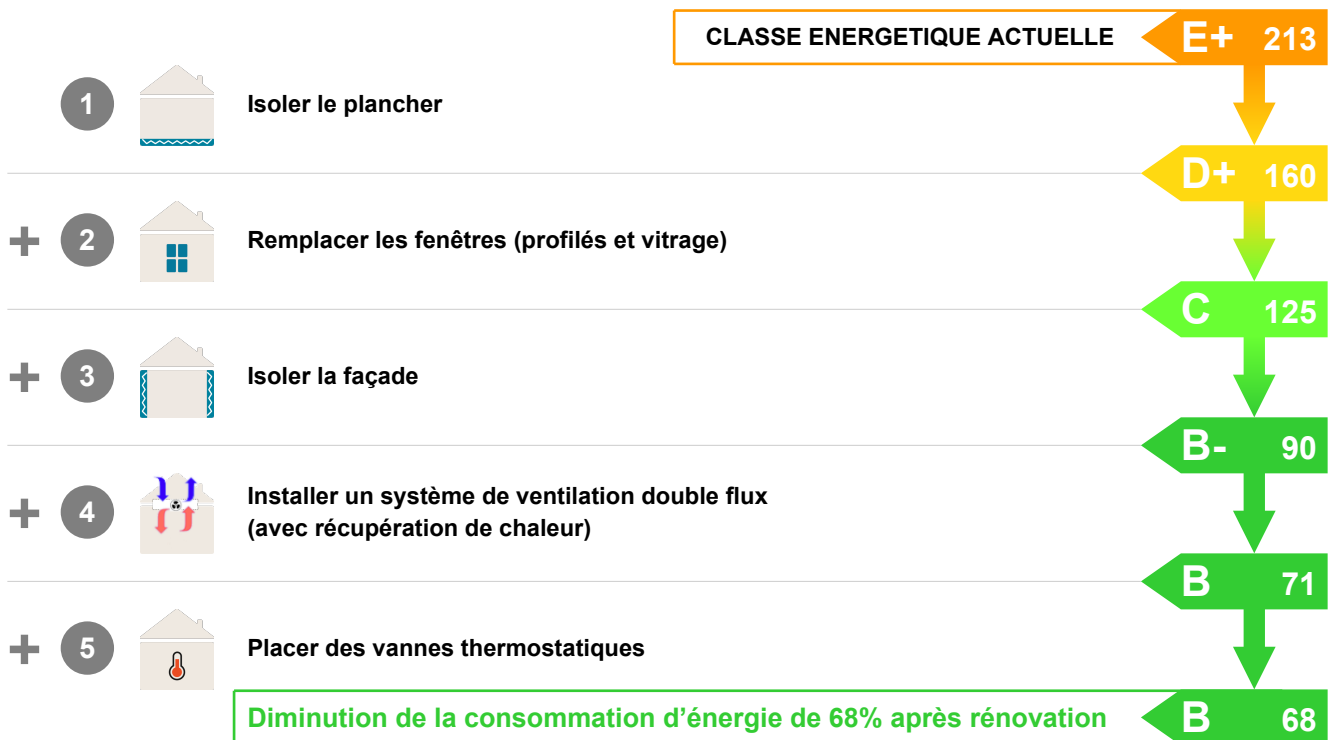 CLASSE ENERGETIQUE ACTUELLE E+ 213
1 Isoler le plancher
D+ 160
+ 2 Remplacer les fenêtres (profilés et vitrage)
C 125
+ 3 Isoler la façade
B- 90
+ 4 Installer un système de ventilation double flux
(avec récupération de chaleur)
B 71
+ 5 Placer des vannes thermostatiques
Diminution de la consommation d’énergie de 68% après rénovation B 68